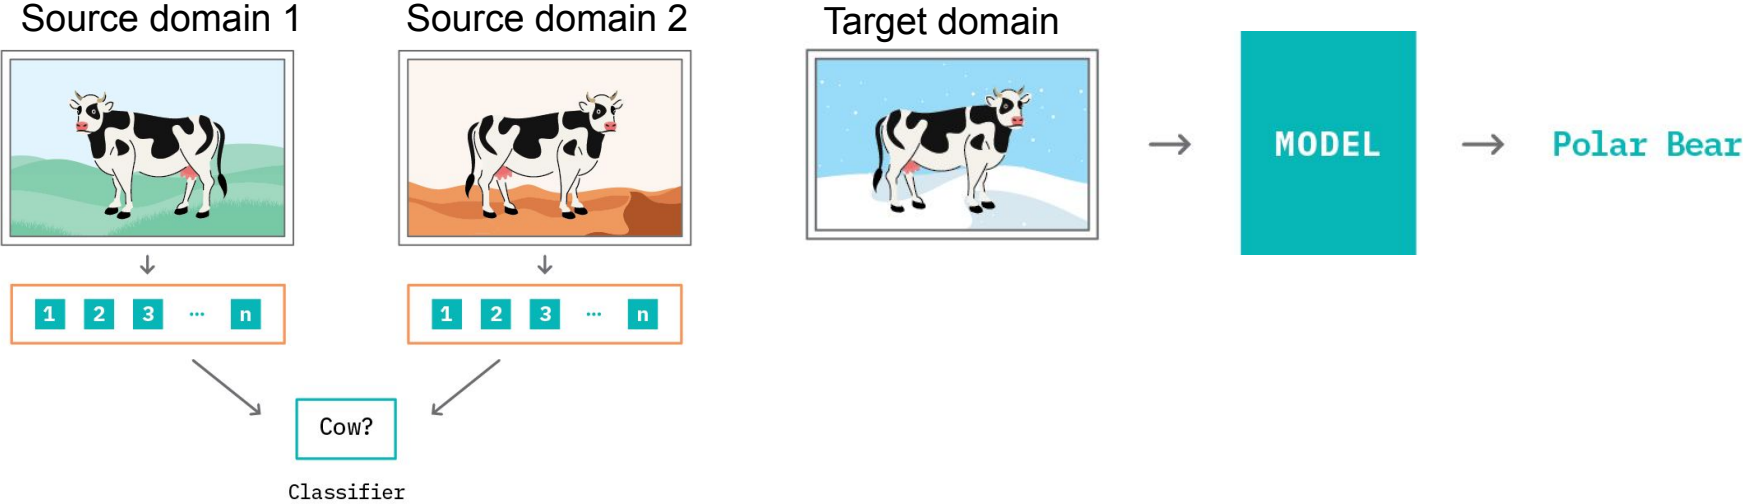 Source domain 1
Source domain 2
Target domain
MODEL
Polar Bear
1 2 3 ... n
1 2 3 ... n
Cow?
Classifier